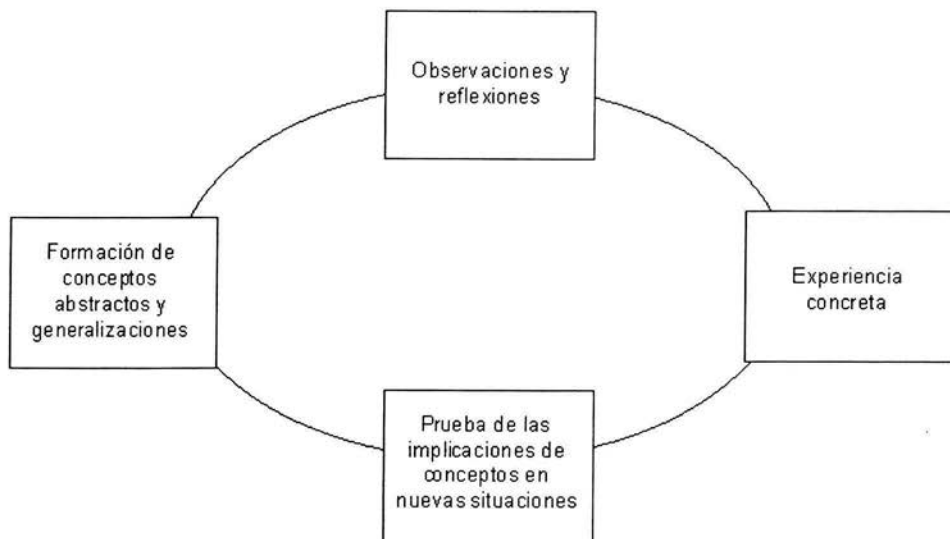 Observaciones y
reflexiones
Formación de
conceptos
abstractos y
generalizaciones
Experiencia
concreta
Prueba de las
implicaciones de
conceptos en
nuevas situaciones